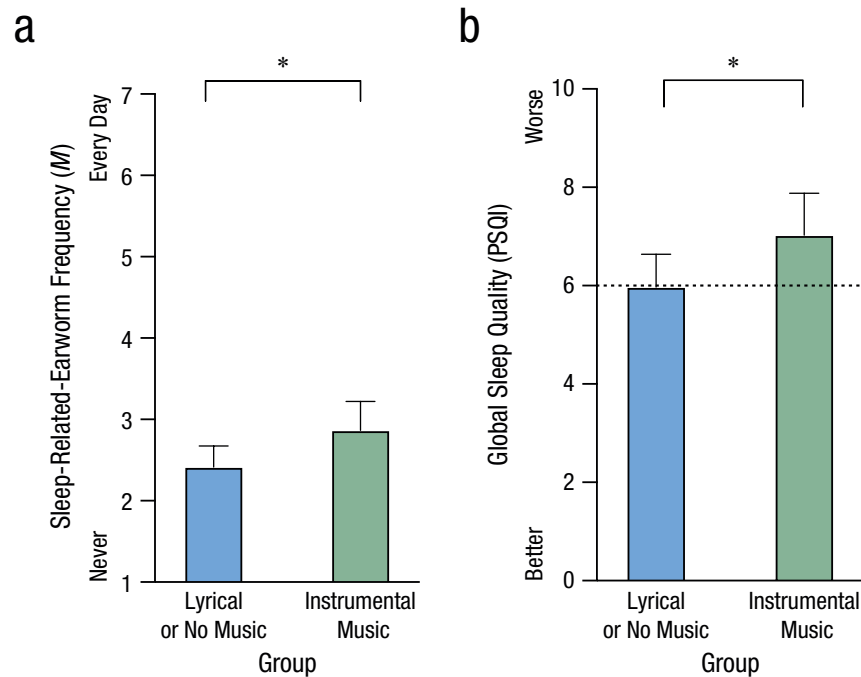 a
*
7
6
5
4
3
2
1
Every Day
Never
Sleep-Related-Earworm Frequency (M)
Lyrical
or No Music
Instrumental
Music
Group
b
*
10
8
6
4
2
0
Worse
Better
Global Sleep Quality (PSQI)
Lyrical
or No Music
Instrumental
Music
Group